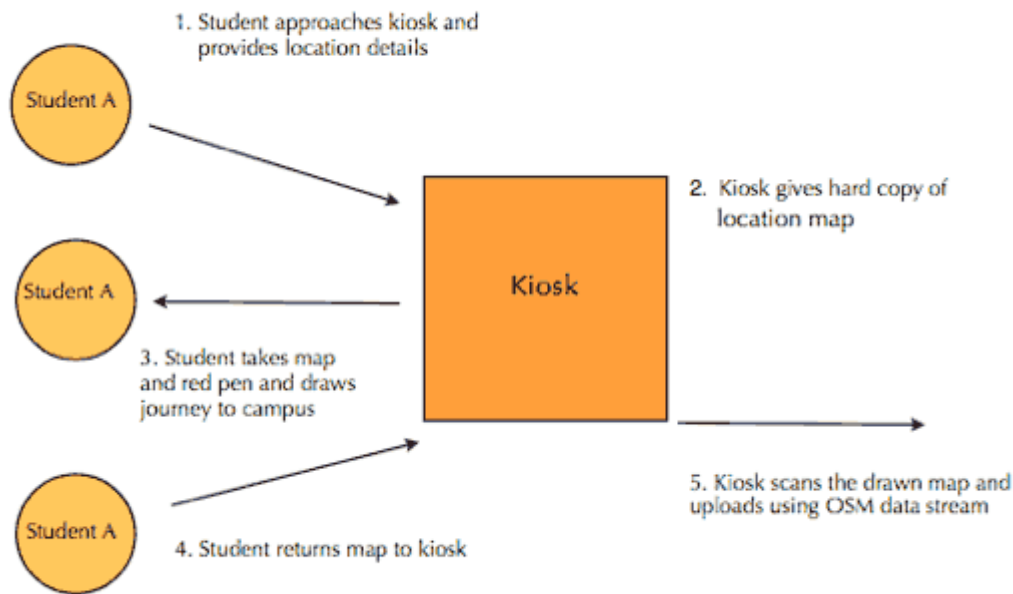 1. Student approaches kiosk and
provides location details
Student A
2. Kiosk gives hard copy of
location map
Kiosk
Student A
3. Student takes map
and red pen and draws
journey to campus
5. Kiosk scans the drawn map and
uploads using OSM data stream
Student A
4. Student returns map to kiosk